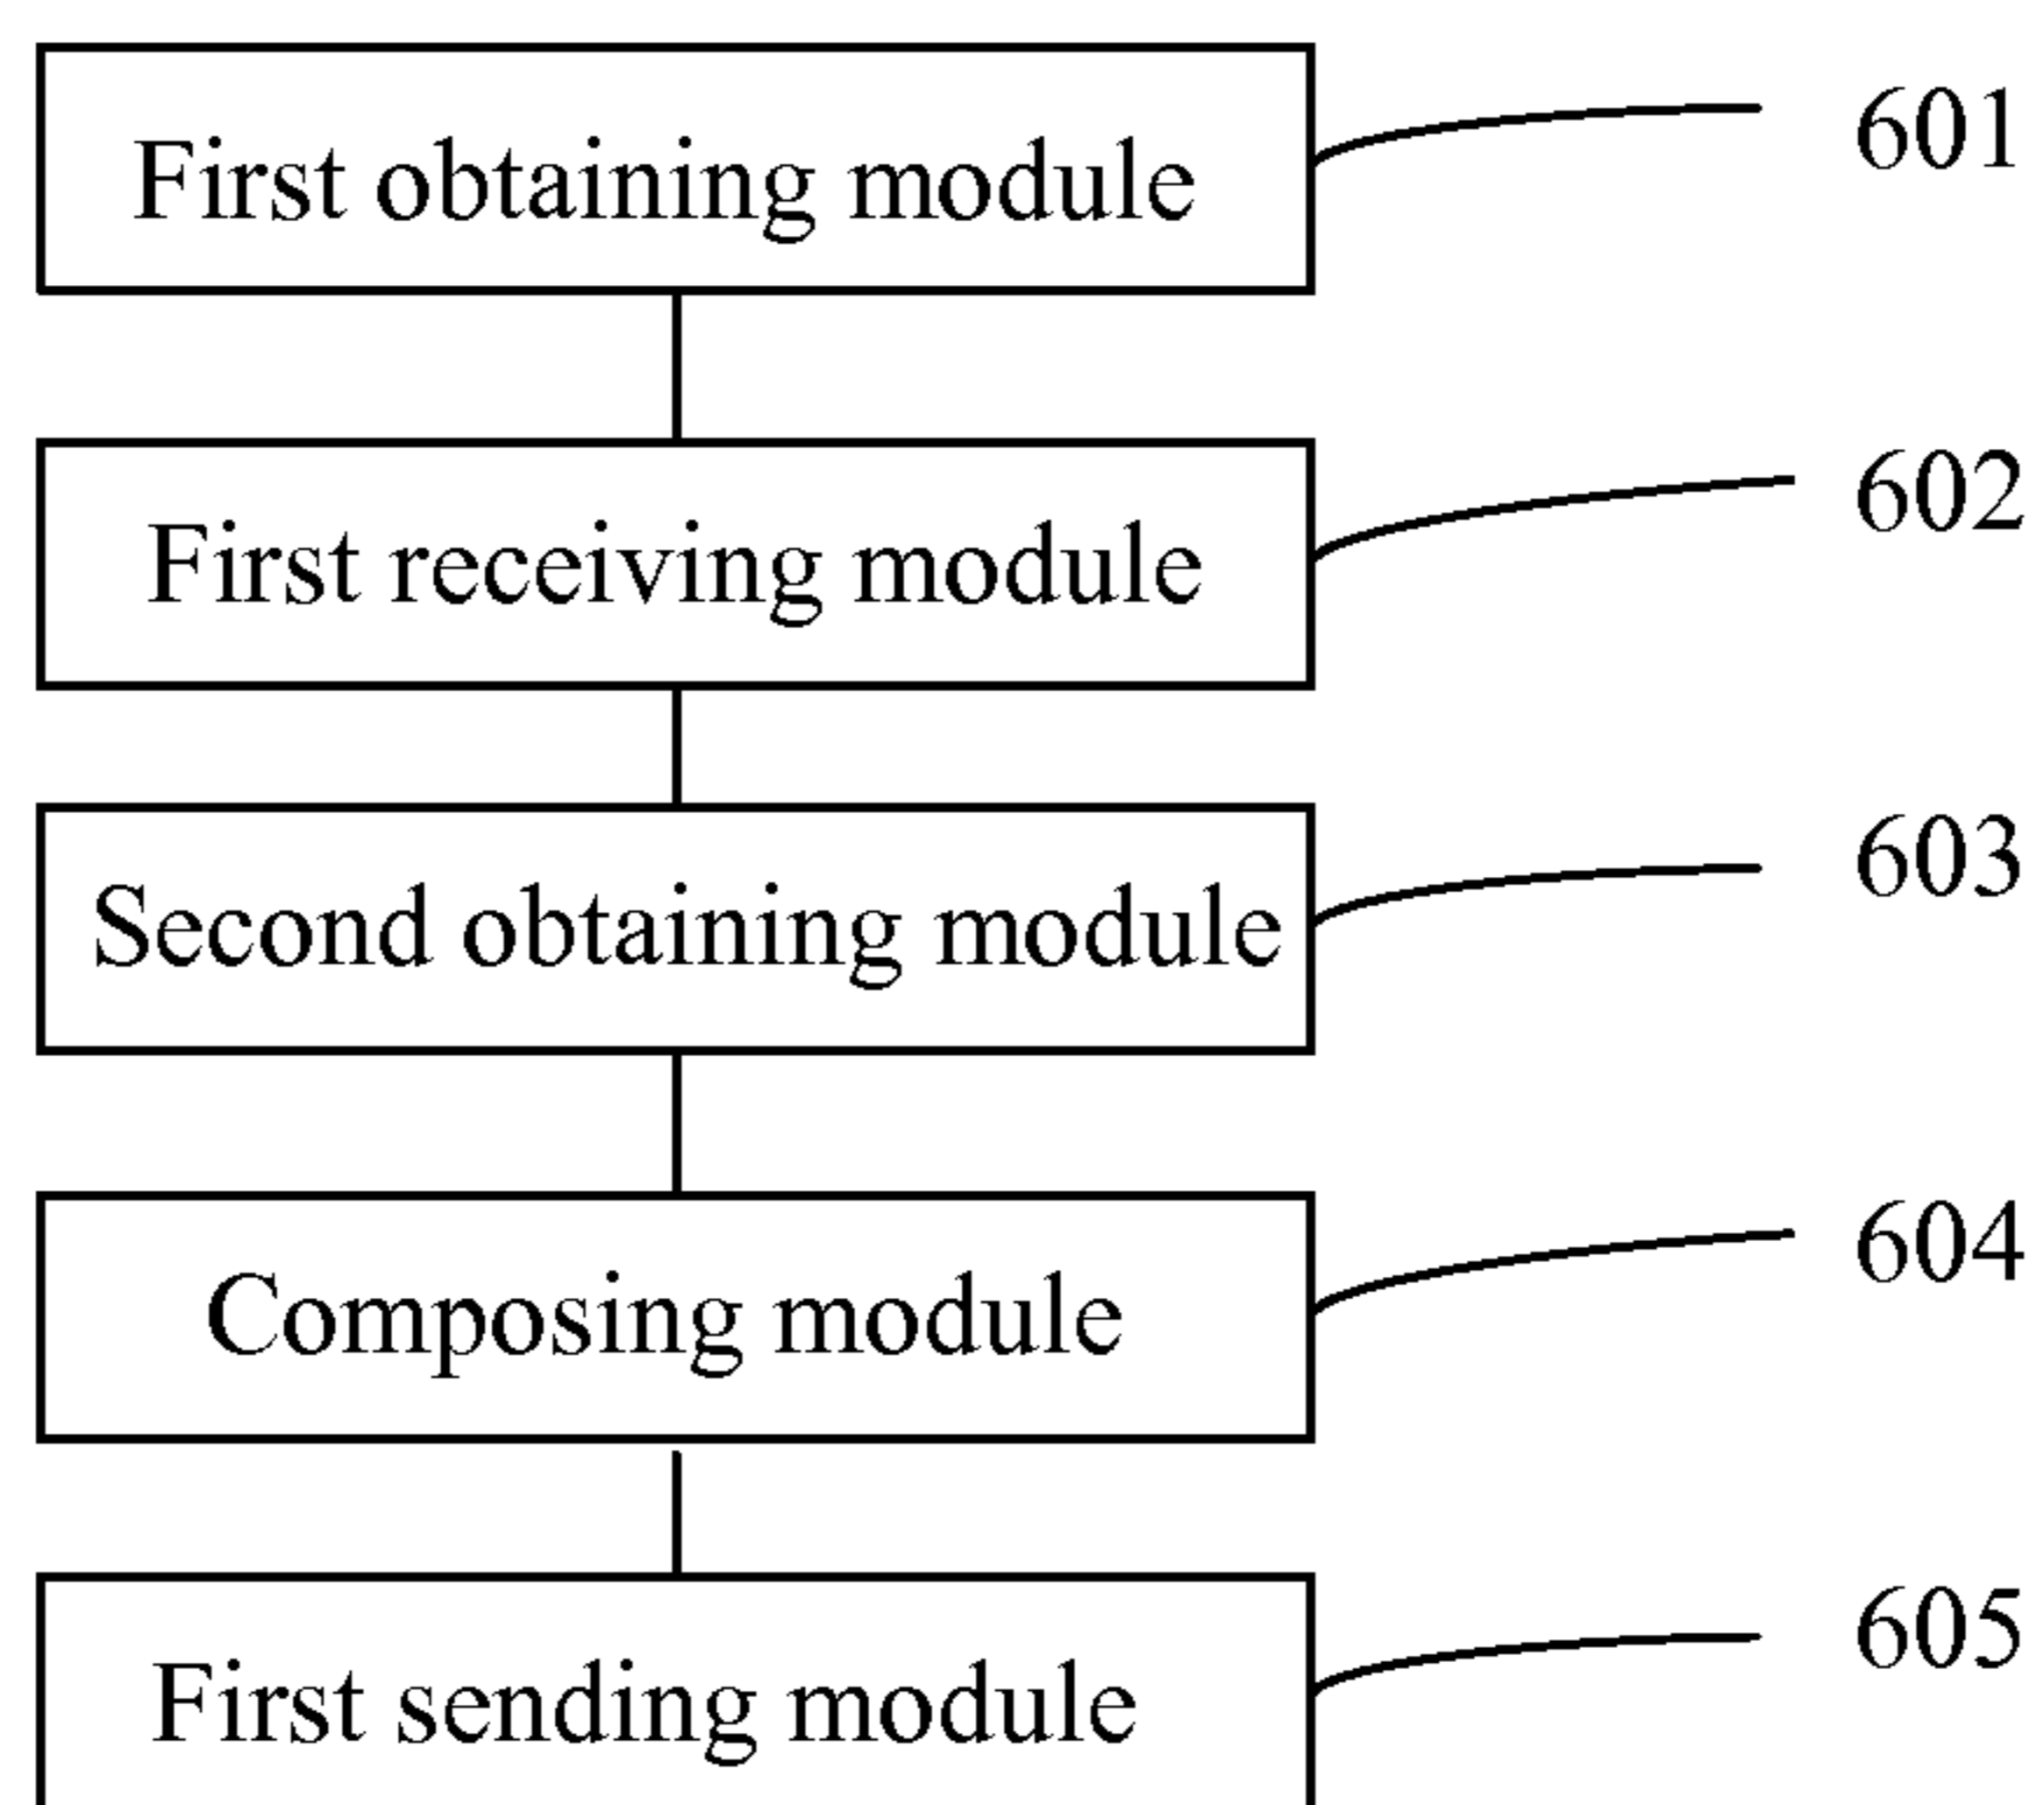 First obtaining module 601
First receiving module 602
Second obtaining module 603
Composing module 604
First sending module 605